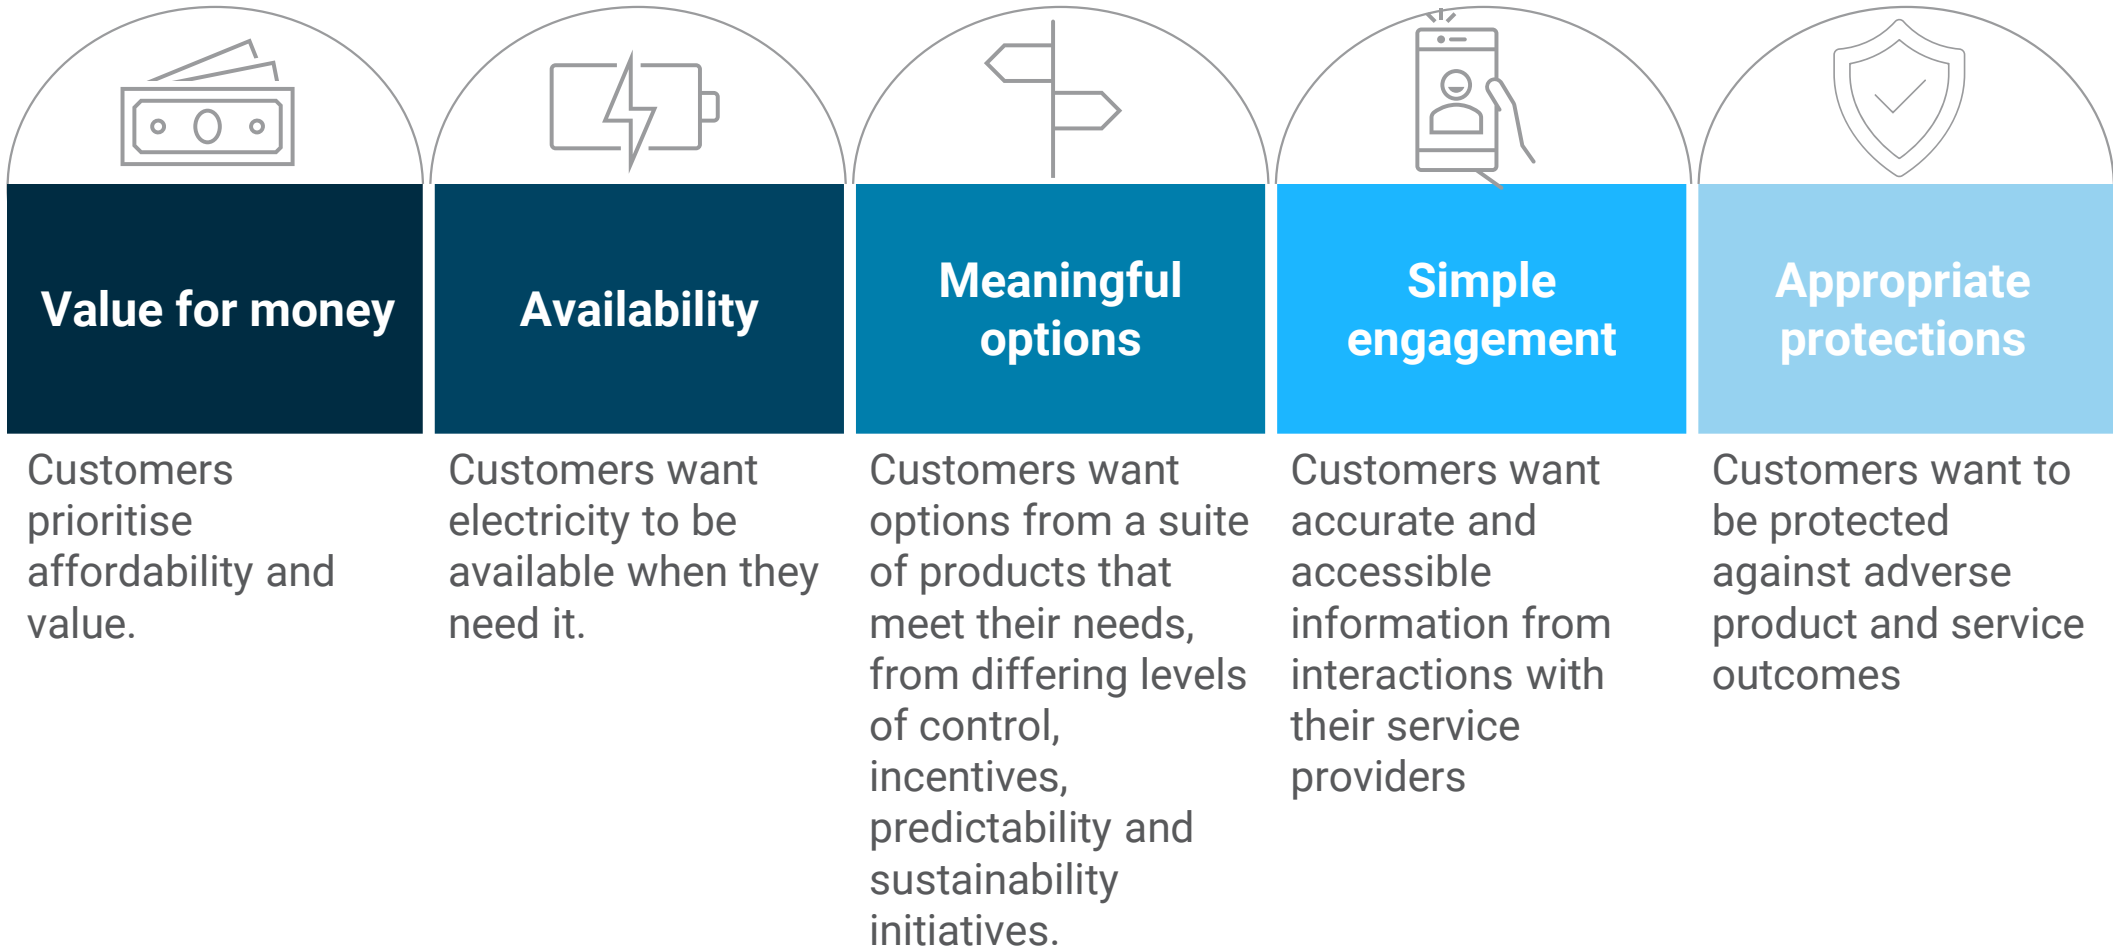 Value for money
Availability
Meaningful
options
Simple
engagement
Appropriate
protections
Customers
prioritise
affordability and
value.
Customers want
electricity to be
available when they
need it.
Customers want
options from a suite
of products that
meet their needs,
from differing levels
of control,
incentives,
predictability and
sustainability
initiatives.
Customers want
accurate and
accessible
information from
interactions with
their service
providers
Customers want to
be protected
against adverse
product and service
outcomes